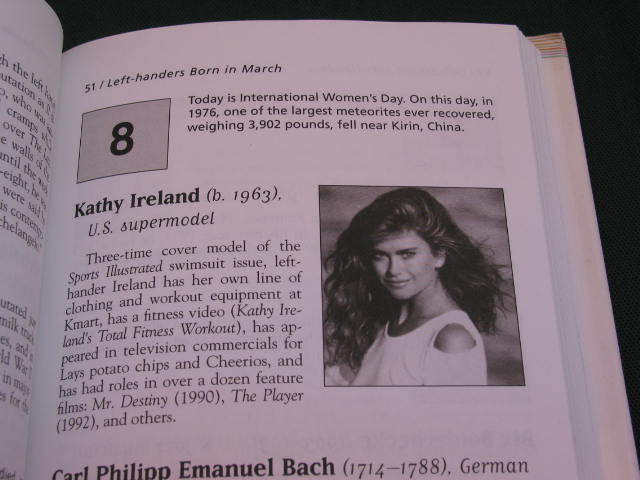 51 / Left-handers Born in March
8
Today is International Women's Day. On this day, in
1976, one of the largest meteorites ever recovered,
weighing 3,902 pounds, fell near Kirin, China.
Kathy Ireland (b. 1963),
U.S. supermodel
Three-time cover model of the
Sports Illustrated swimsuit issue, left-
hander Ireland has her own line of
clothing and workout equipment at
Kmart, has a fitness video (Kathy Ire-
land's Total Fitness Workout), has ap-
peared in television commercials for
Lays potato chips and Cheerios, and
has had roles in over a dozen feature
films: Mr. Destiny (1990), The Player
(1992), and others.
Carl Philipp Emanuel Bach (1714–1788), German